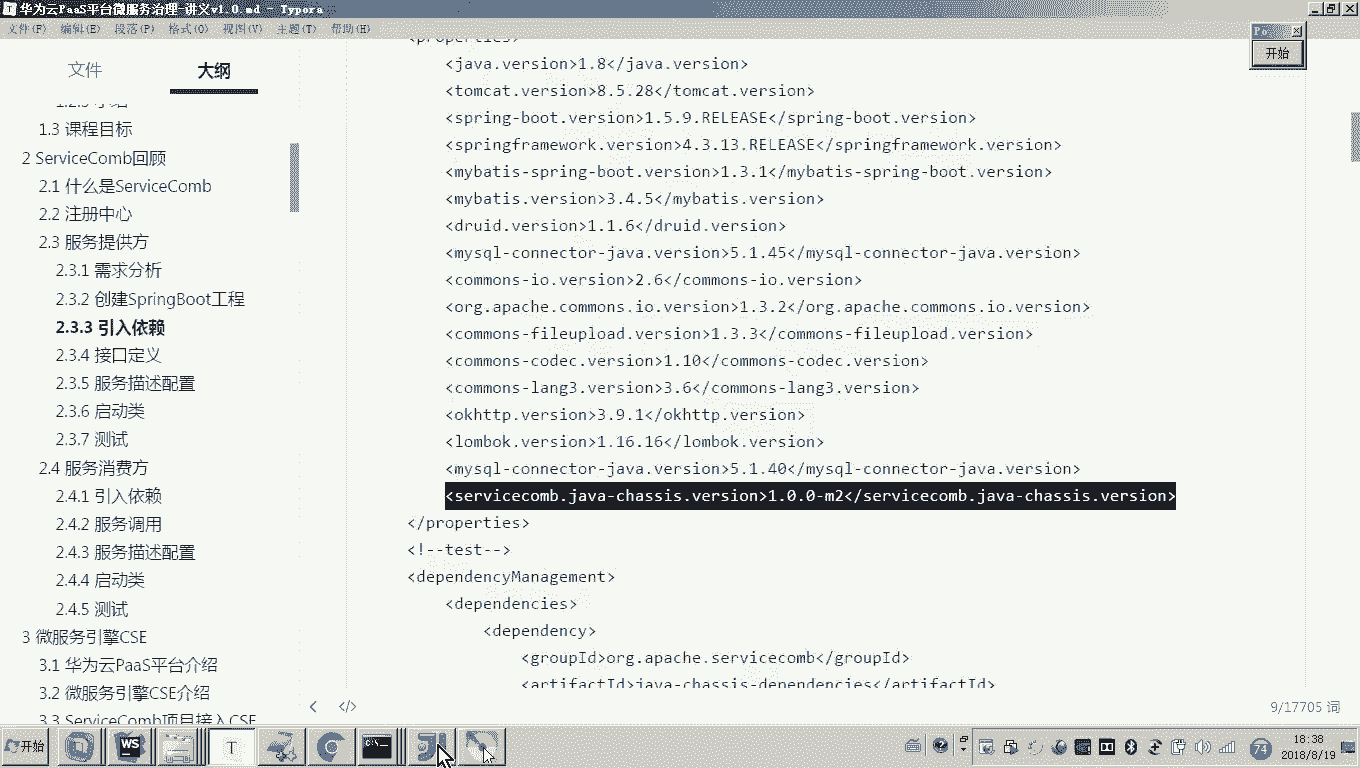 华为云PaaS平台微服务治理-讲义v1.0.md - Typora
文件(F) 编辑(E) 段落(P) 格式(O) 视图(V) 主题(T) 帮助(H)
开始
文件
大纲
1.3 课程目标
2 ServiceComb回顾
2.1 什么是ServiceComb
2.2 注册中心
2.3 服务提供方
2.3.1 需求分析
2.3.2 创建SpringBoot工程
2.3.3 引入依赖
2.3.4 接口定义
2.3.5 服务描述配置
2.3.6 启动类
2.3.7 测试
2.4 服务消费方
2.4.1 引入依赖
2.4.2 服务调用
2.4.3 服务描述配置
2.4.4 启动类
2.4.5 测试
3 微服务引擎CSE
3.1 华为云PaaS平台介绍
3.2 微服务引擎CSE介绍
3.3 ServiceComb项目接入CSE
<properties>
<java.version>1.8</java.version>
<tomcat.version>8.5.28</tomcat.version>
<spring-boot.version>1.5.9.RELEASE</spring-boot.version>
<springframework.version>4.3.13.RELEASE</springframework.version>
<mybatis-spring-boot.version>1.3.1</mybatis-spring-boot.version>
<mybatis.version>3.4.5</mybatis.version>
<druid.version>1.1.6</druid.version>
<mysql-connector-java.version>5.1.45</mysql-connector-java.version>
<commons-io.version>2.6</commons-io.version>
<org.apache.commons.io.version>1.3.2</org.apache.commons.io.version>
<commons-fileupload.version>1.3.3</commons-fileupload.version>
<commons-codec.version>1.10</commons-codec.version>
<commons-lang3.version>3.6</commons-lang3.version>
<okhttp.version>3.9.1</okhttp.version>
<lombok.version>1.16.16</lombok.version>
<mysql-connector-java.version>5.1.40</mysql-connector-java.version>
<servicecomb.java-chassis.version>1.0.0-m2</servicecomb.java-chassis.version>
</properties>
<!--test-->
<dependencyManagement>
<dependencies>
<dependency>
<groupId>org.apache.servicecomb</groupId>
<artifactId>java-chassis-dependencies</artifactId>
</>
9/17705 词
开始
WS
T
74
18:38
2018/8/19